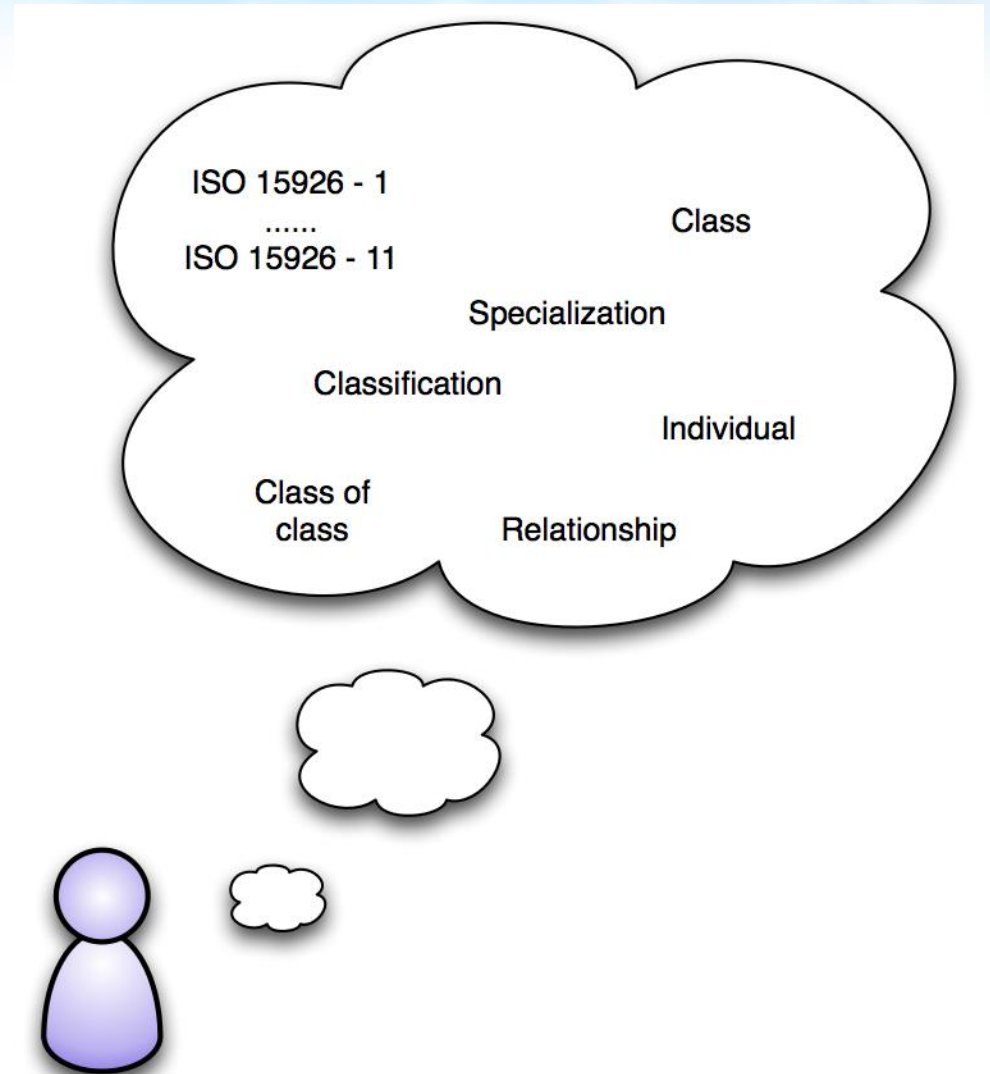 ISO 15926 - 1
......
ISO 15926 - 11
Class
Specialization
Classification
Individual
Class of
class
Relationship